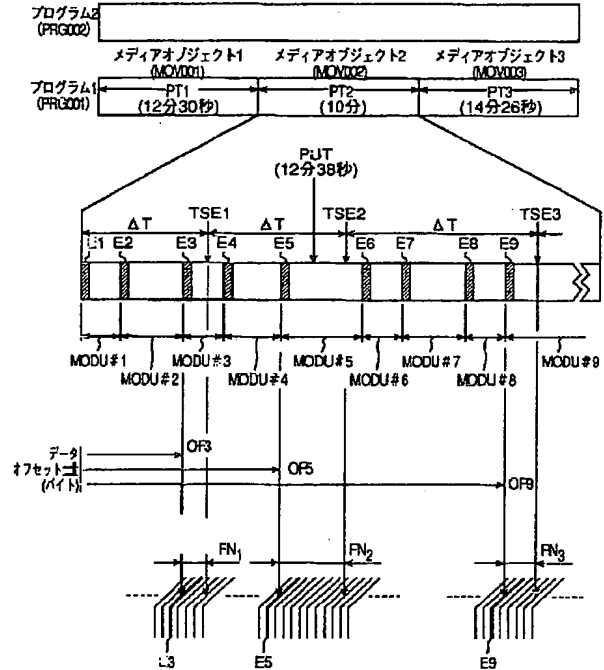 プログラム2
(PRG002)
メディアオブジェクト1
(MOV001)
メディアオブジェクト2
(MOV002)
メディアオブジェクト3
(MOV003)
プログラム1
(PRG001)
PT1
(12分30秒)
PT2
(10分)
PT3
(14分26秒)
PUT
(12分38秒)
TSE1
TSE2
TSE3
ΔT
ΔT
ΔT
E1
E2
E3
E4
E5
E6
E7
E8
E9
MODU#1
MODU#2
MODU#3
MODU#4
MODU#5
MODU#6
MODU#7
MODU#8
MODU#9
データ
オフセット量
(バイト)
OF3
OF5
OF9
FN1
FN2
FN3
E3
E5
E9